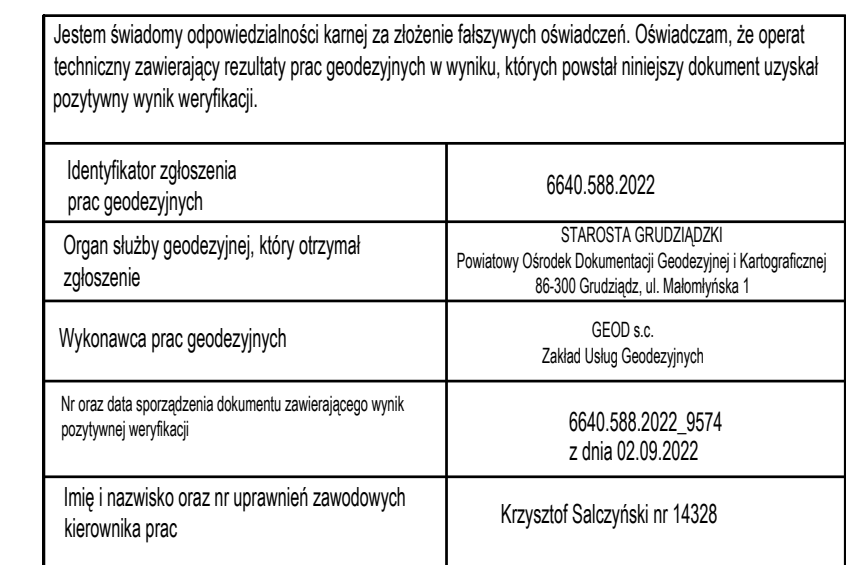 Jestem świadomy odpowiedzialności karnej za złożenie fałszywych oświadczeń. Oświadczam, że operat
techniczny zawierający rezultaty prac geodezyjnych w wyniku, których powstał niniejszy dokument uzyskał
pozytywny wynik weryfikacji.
Identyfikator zgłoszenia
prac geodezyjnych
6640.588.2022
Organ służby geodezyjnej, który otrzymał
zgłoszenie
STAROSTA GRUDZIĄDZKI
Powiatowy Ośrodek Dokumentacji Geodezyjnej i Kartograficznej
86-300 Grudziądz, ul. Małomłyńska 1
Wykonawca prac geodezyjnych
GEOD s.c.
Zakład Usług Geodezyjnych
Nr oraz data sporządzenia dokumentu zawierającego wynik
pozytywnej weryfikacji
6640.588.2022_9574
z dnia 02.09.2022
Imię i nazwisko oraz nr uprawnień zawodowych
kierownika prac
Krzysztof Salczyński nr 14328